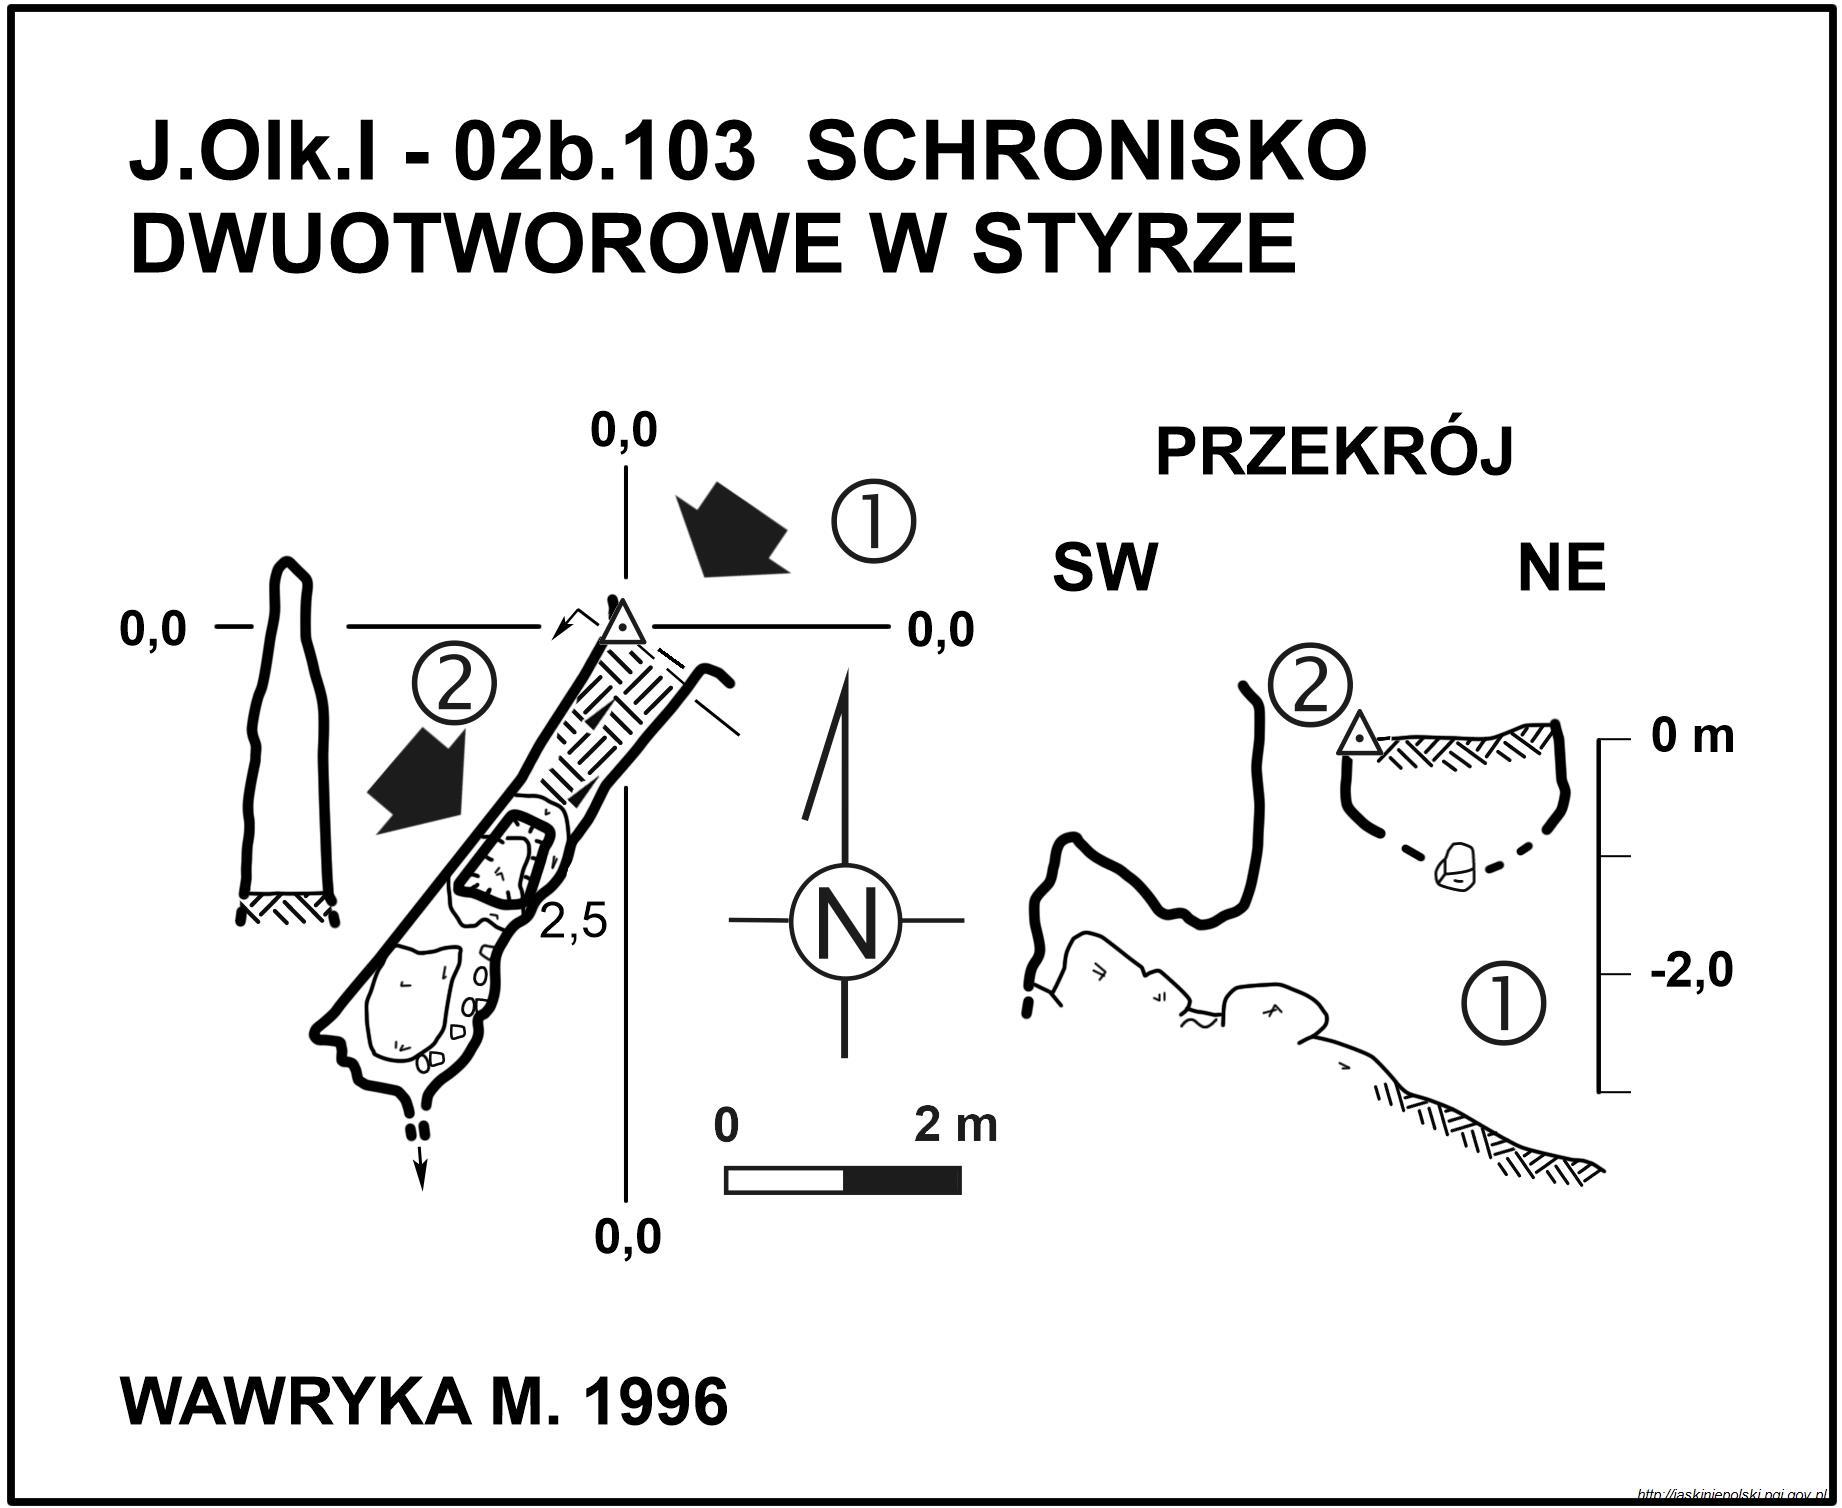 J.Olk.I - 02b.103 SCHRONISKO
DWUOTWOROWE W STYRZE
0,0
1
PRZEKRÓJ
SW NE
0,0
0,0
2
2
0 m
2,5
N
-2,0
1
0 2 m
0,0
WAWRYKA M. 1996
http://jaskiniepolski.pgi.gov.pl